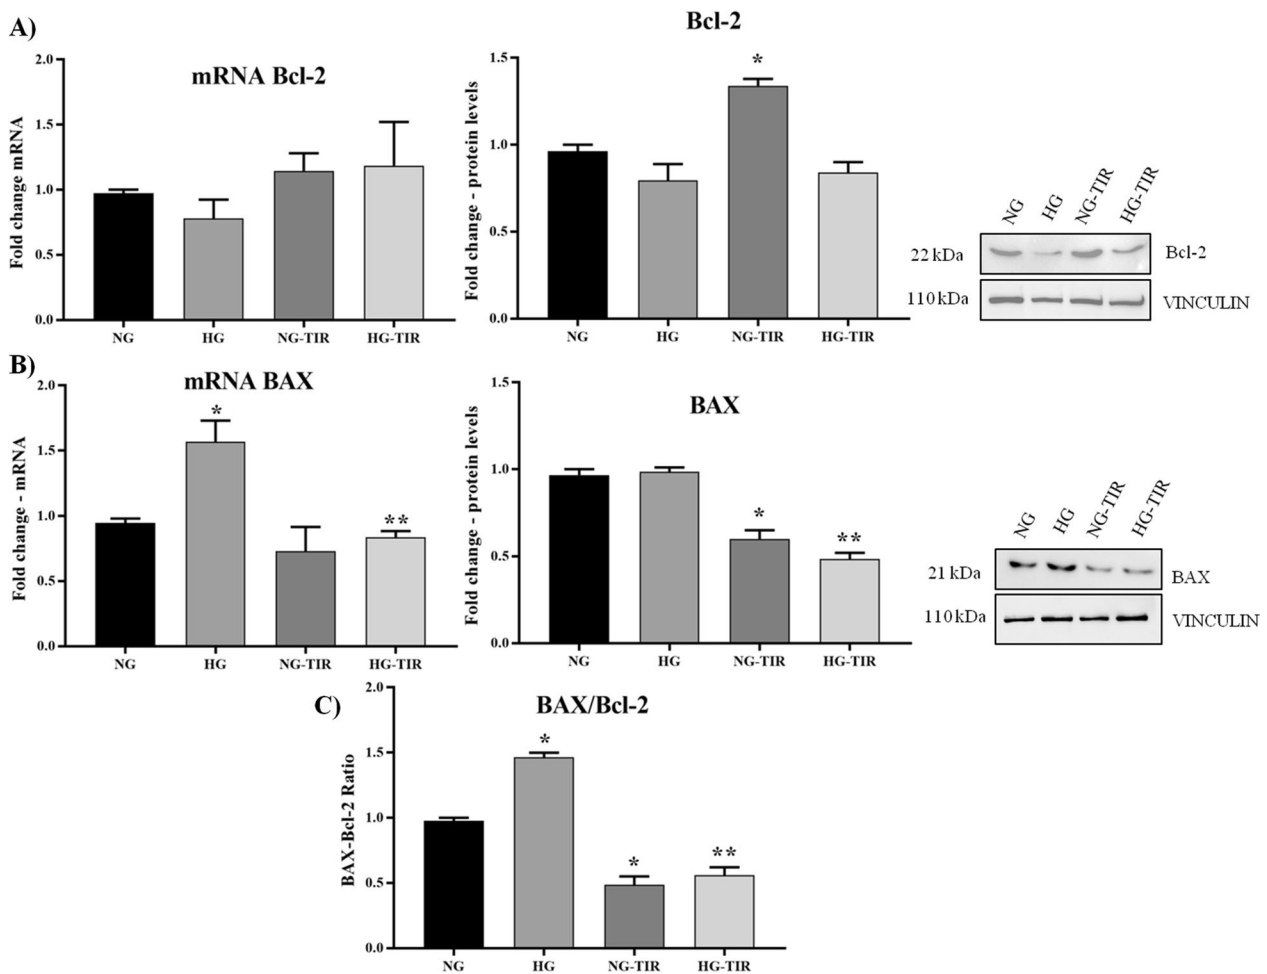 A)
mRNA Bcl-2
Fold change mRNA
2.0
1.5
1.0
0.5
0.0
NG HG NG-TIR HG-TIR
Bcl-2
Fold change - protein levels
1.5
1.0
0.5
0.0
*
NG HG NG-TIR HG-TIR
NG HG NG-TIR HG-TIR
22 kDa Bcl-2
110 kDa VINCULIN
B)
mRNA BAX
Fold change - mRNA
2.0
1.5
1.0
0.5
0.0
* **
NG HG NG-TIR HG-TIR
BAX
Fold change - protein levels
1.5
1.0
0.5
0.0
* **
NG HG NG-TIR HG-TIR
NG HG NG-TIR HG-TIR
21 kDa BAX
110 kDa VINCULIN
C)
BAX/Bcl-2
BAX-Bcl-2 Ratio
2.0
1.5
1.0
0.5
0.0
* * **
NG HG NG-TIR HG-TIR